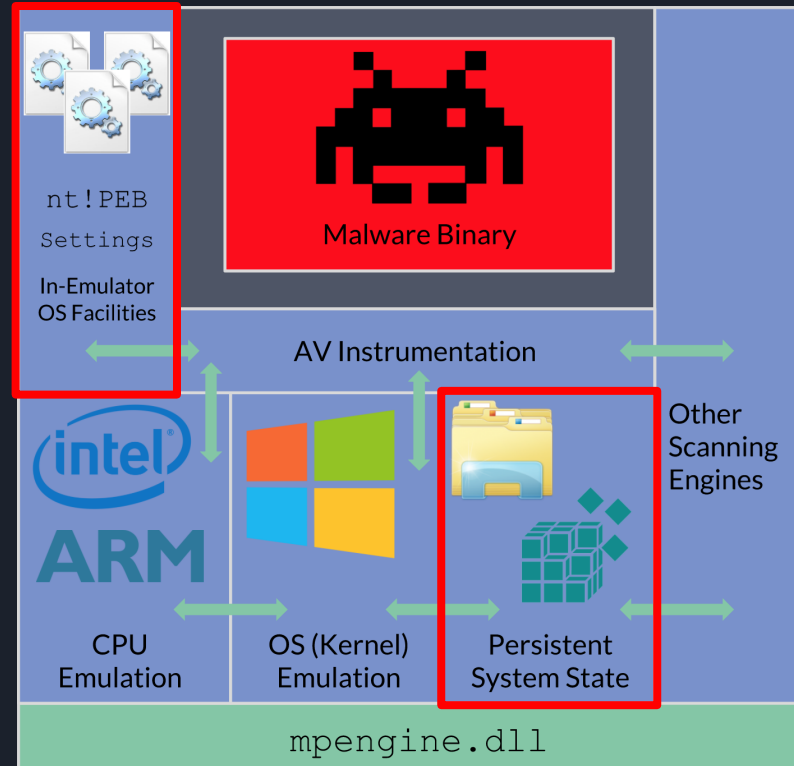 nt!PEB
Settings
In-Emulator
OS Facilities
Malware Binary
AV Instrumentation
Other
Scanning
Engines
intel®
ARM
CPU
Emulation
OS (Kernel)
Emulation
Persistent
System State
mpengine.dll